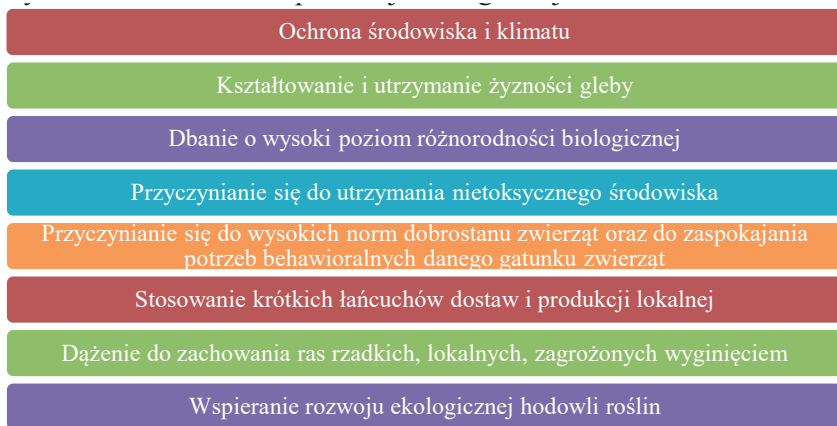 Ochrona środowiska i klimatu
Kształtowanie i utrzymanie żyzności gleby
Dbanie o wysoki poziom różnorodności biologicznej
Przyczynianie się do utrzymania nietoksycznego środowiska
Przyczynianie się do wysokich norm dobrostanu zwierząt oraz do zaspokajania
potrzeb behawioralnych danego gatunku zwierząt
Stosowanie krótkich łańcuchów dostaw i produkcji lokalnej
Dążenie do zachowania ras rzadkich, lokalnych, zagrożonych wyginięciem
Wspieranie rozwoju ekologicznej hodowli roślin